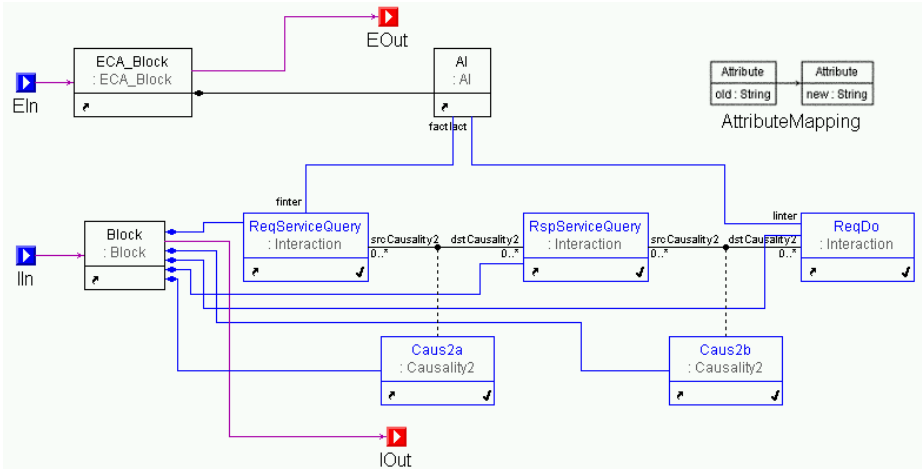 EOut
ECA_Block
: ECA_Block
EIn
AI
: AI
fact
lact
Attribute
old : String
Attribute
new : String
AttributeMapping
finter
linter
ReqServiceQuery
: Interaction
srcCausality2
0..*
dstCausality2
0..*
RspServiceQuery
: Interaction
srcCausality2
0..*
dstCausality2
0..*
ReqDo
: Interaction
Block
: Block
IIn
Caus2a
: Causality2
Caus2b
: Causality2
IOut